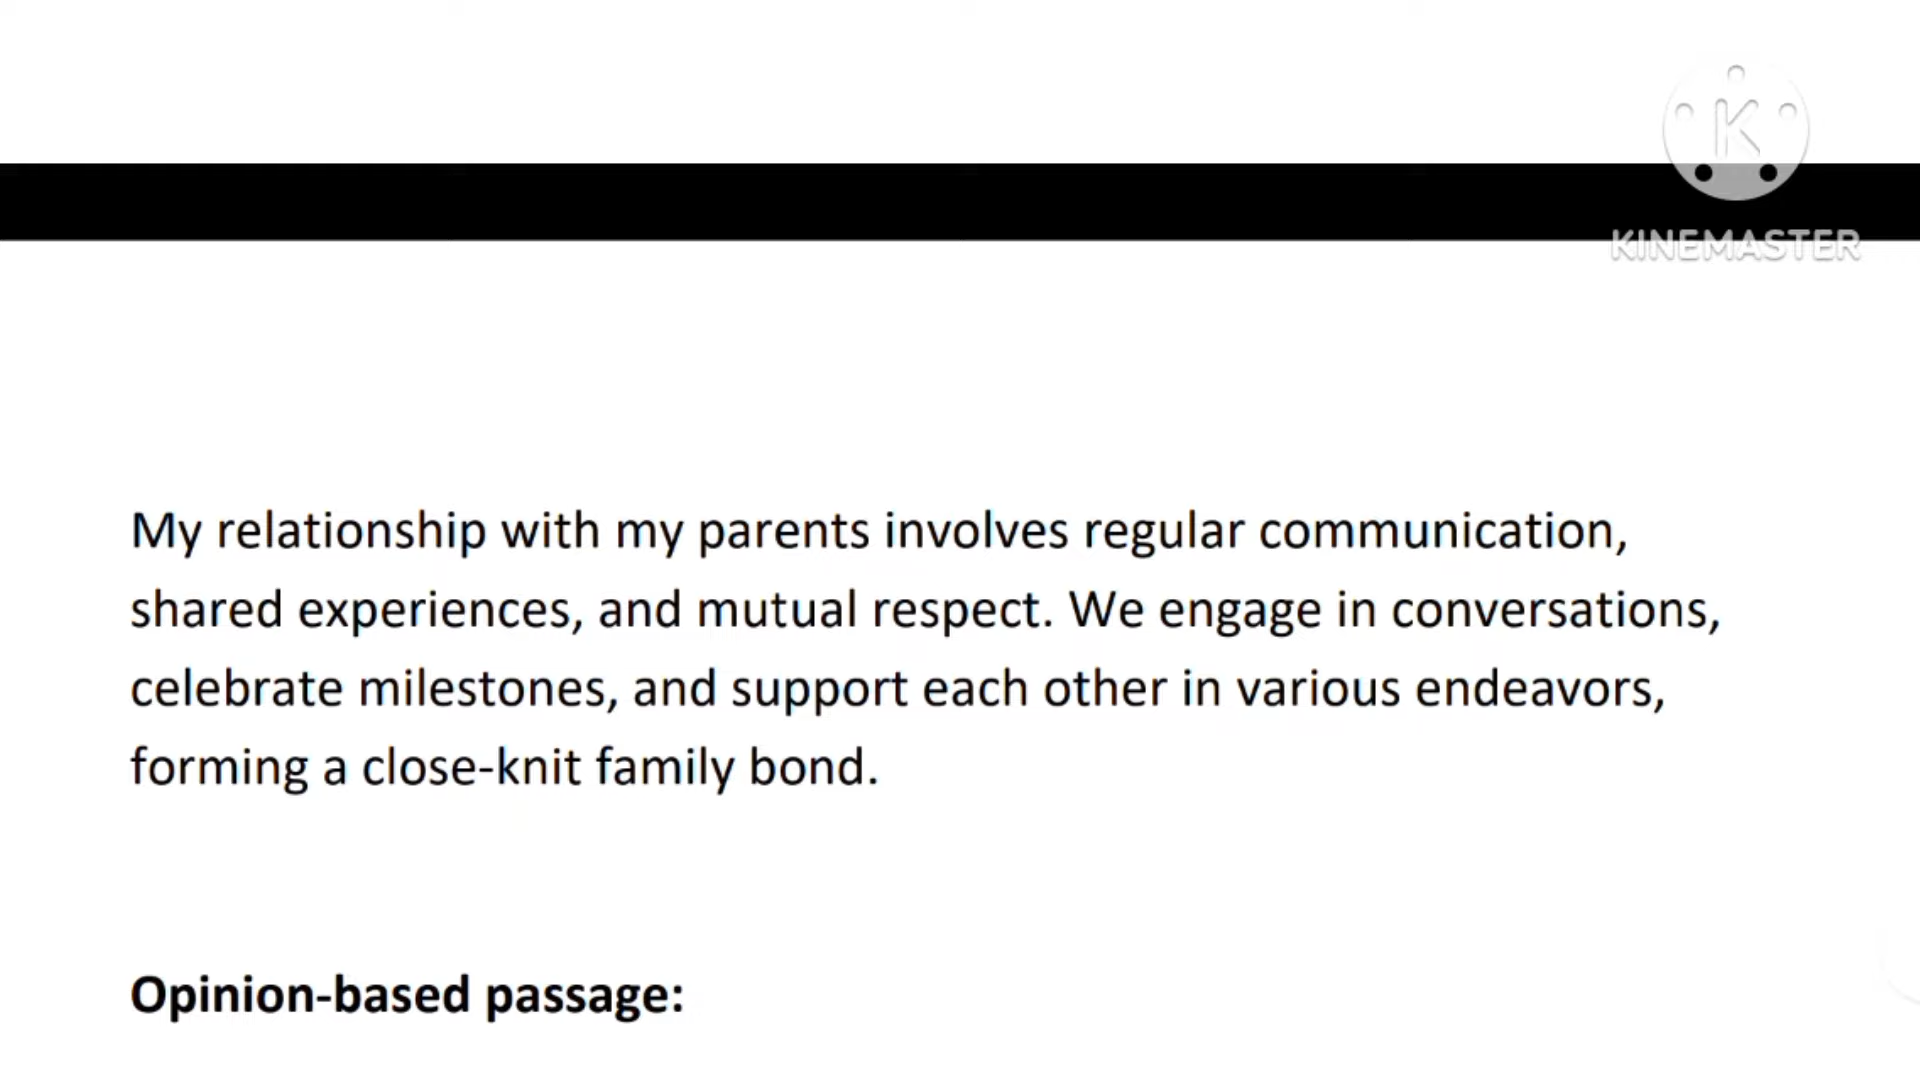 K
KINEMASTER
My relationship with my parents involves regular communication,
shared experiences, and mutual respect. We engage in conversations,
celebrate milestones, and support each other in various endeavors,
forming a close-knit family bond.
Opinion-based passage: